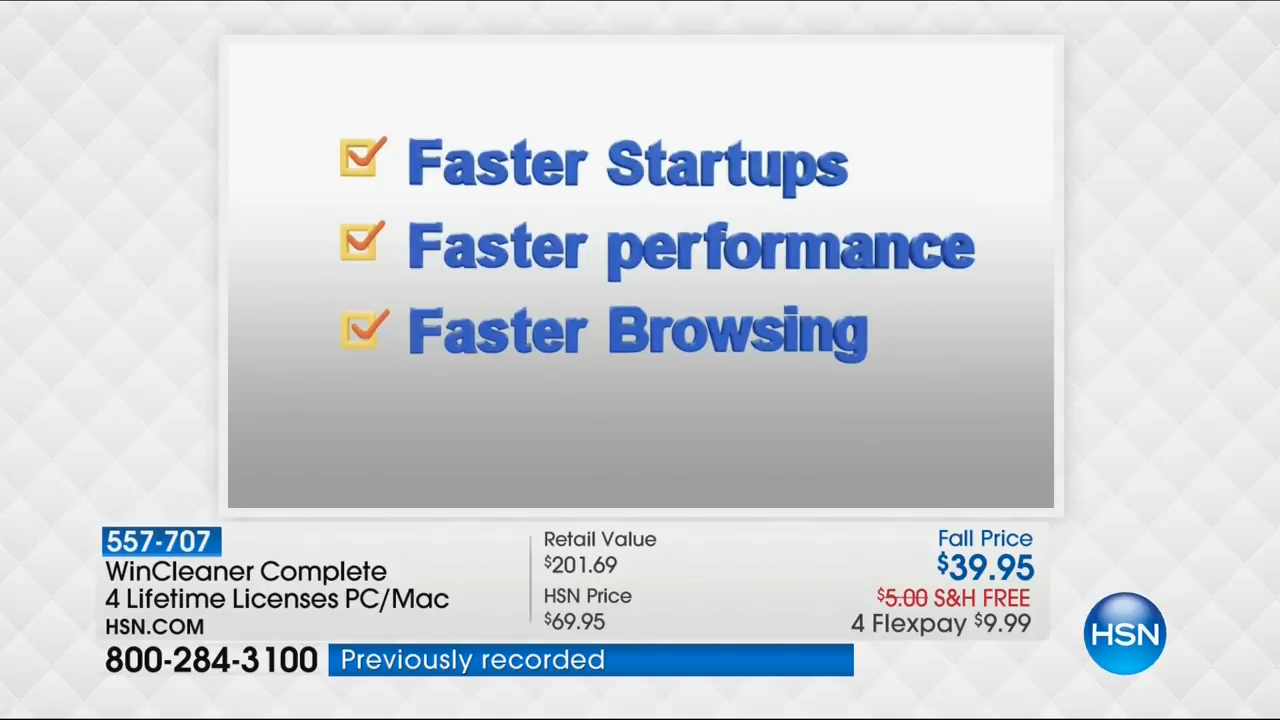 Faster Startups
Faster performance
Faster Browsing
557-707
WinCleaner Complete
4 Lifetime Licenses PC/Mac
HSN.COM
800-284-3100
Previously recorded
Retail Value
$201.69
HSN Price
$69.95
Fall Price
$39.95
$5.00 S&H FREE
4 Flexpay $9.99
HSN